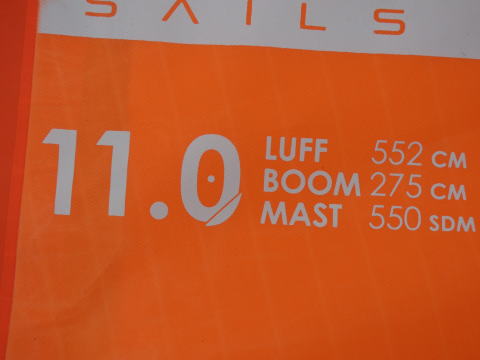 SAILS
11.0
LUFF 552 CM
BOOM 275 CM
MAST 550 SDM